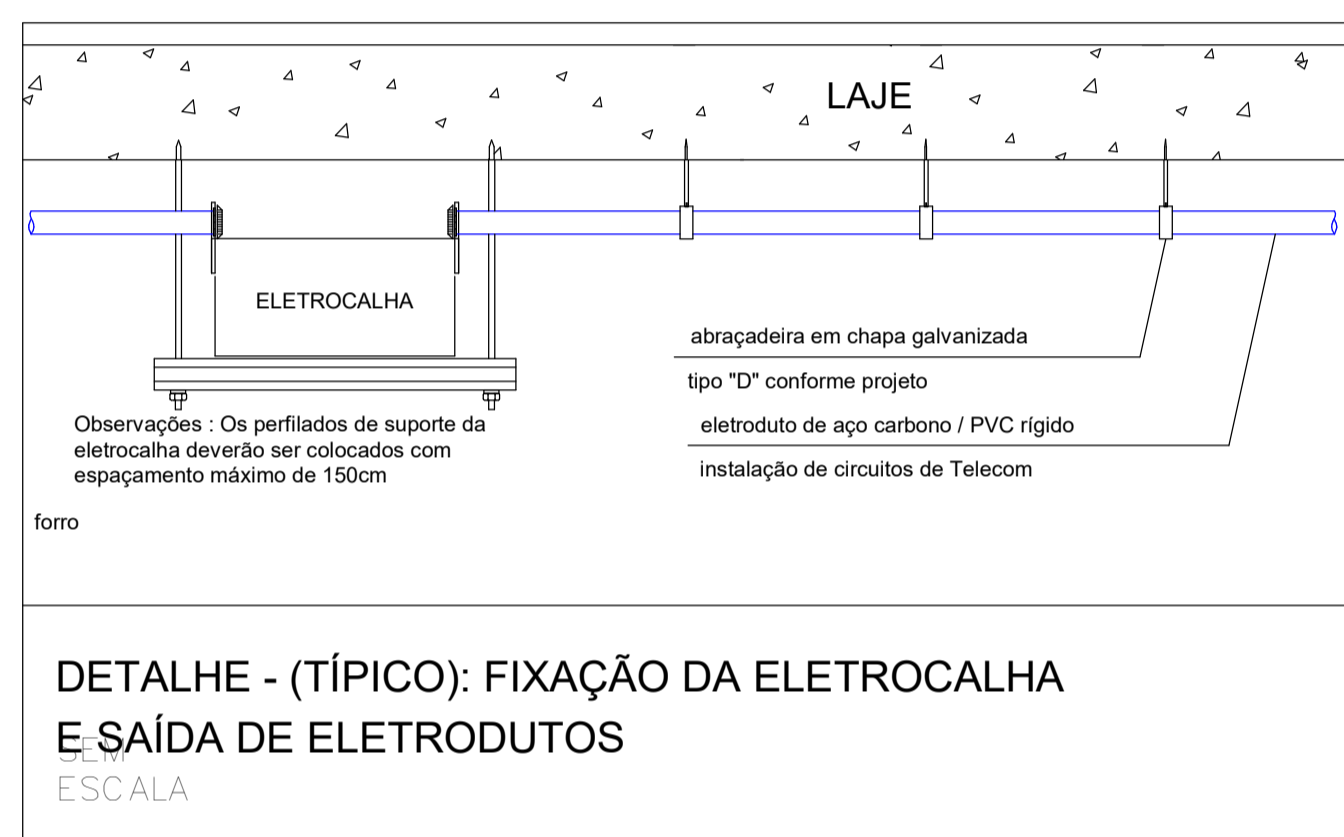 LAJE
ELETROCALHA
abraçadeira em chapa galvanizada
tipo "D" conforme projeto
eletroduto de aço carbono / PVC rígido
instalação de circuitos de Telecom
Observações : Os perfilados de suporte da
eletrocalha deverão ser colocados com
espaçamento máximo de 150cm
forro
DETALHE - (TÍPICO): FIXAÇÃO DA ELETROCALHA
E SAÍDA DE ELETRODUTOS
SEM
ESCALA